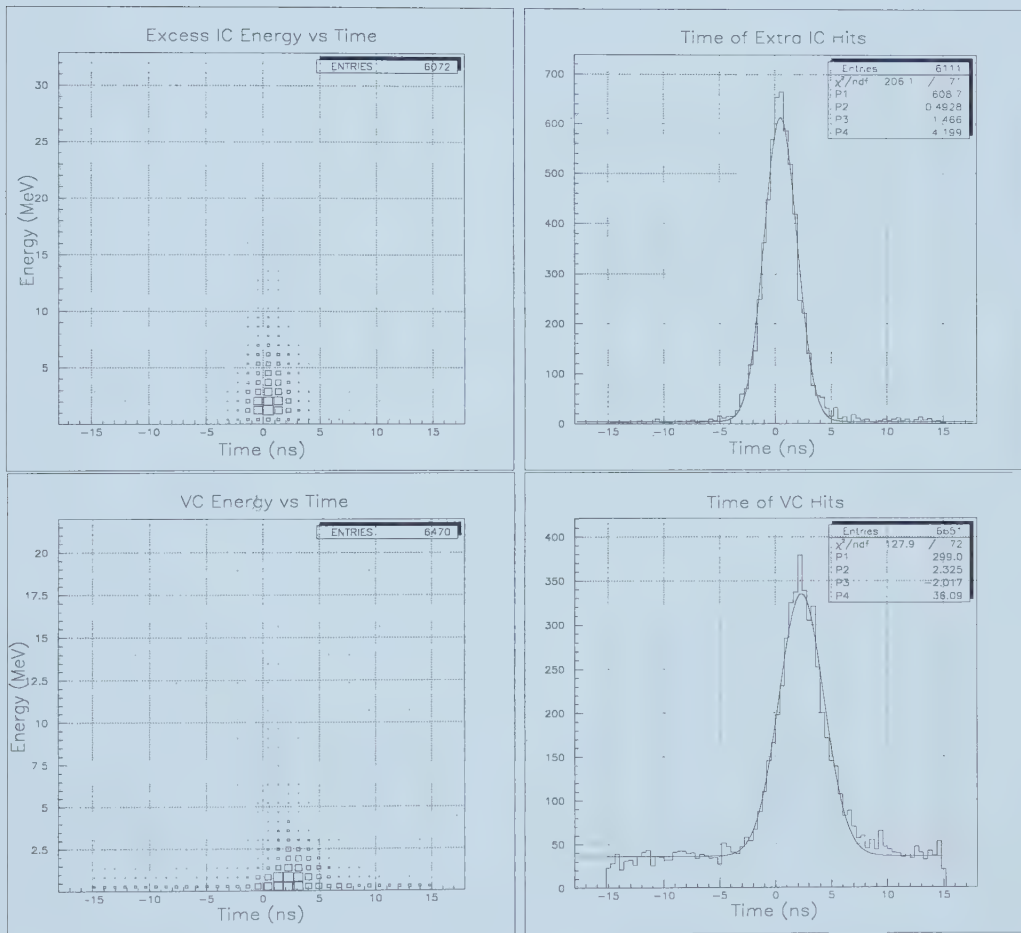 Excess IC Energy vs Time
ENTRIES 6072
Energy (MeV)
30
25
20
15
10
5
-15 -10 -5 0 5 10 15
Time (ns)
Time of Extra IC Hits
Entries 6111
χ²/ndf 206.1 / 71
P1 608.7
P2 0.4928
P3 1.466
P4 4.199
700
600
500
400
300
200
100
0
-15 -10 -5 0 5 10 15
Time (ns)
VC Energy vs Time
ENTRIES 6470
Energy (MeV)
20
17.5
15
12.5
10
7.5
5
2.5
-15 -10 -5 0 5 10 15
Time (ns)
Time of VC Hits
Entries 6651
χ²/ndf 127.9 / 72
P1 299.0
P2 2.325
P3 -2.017
P4 36.09
400
350
300
250
200
150
100
50
0
-15 -10 -5 0 5 10 15
Time (ns)